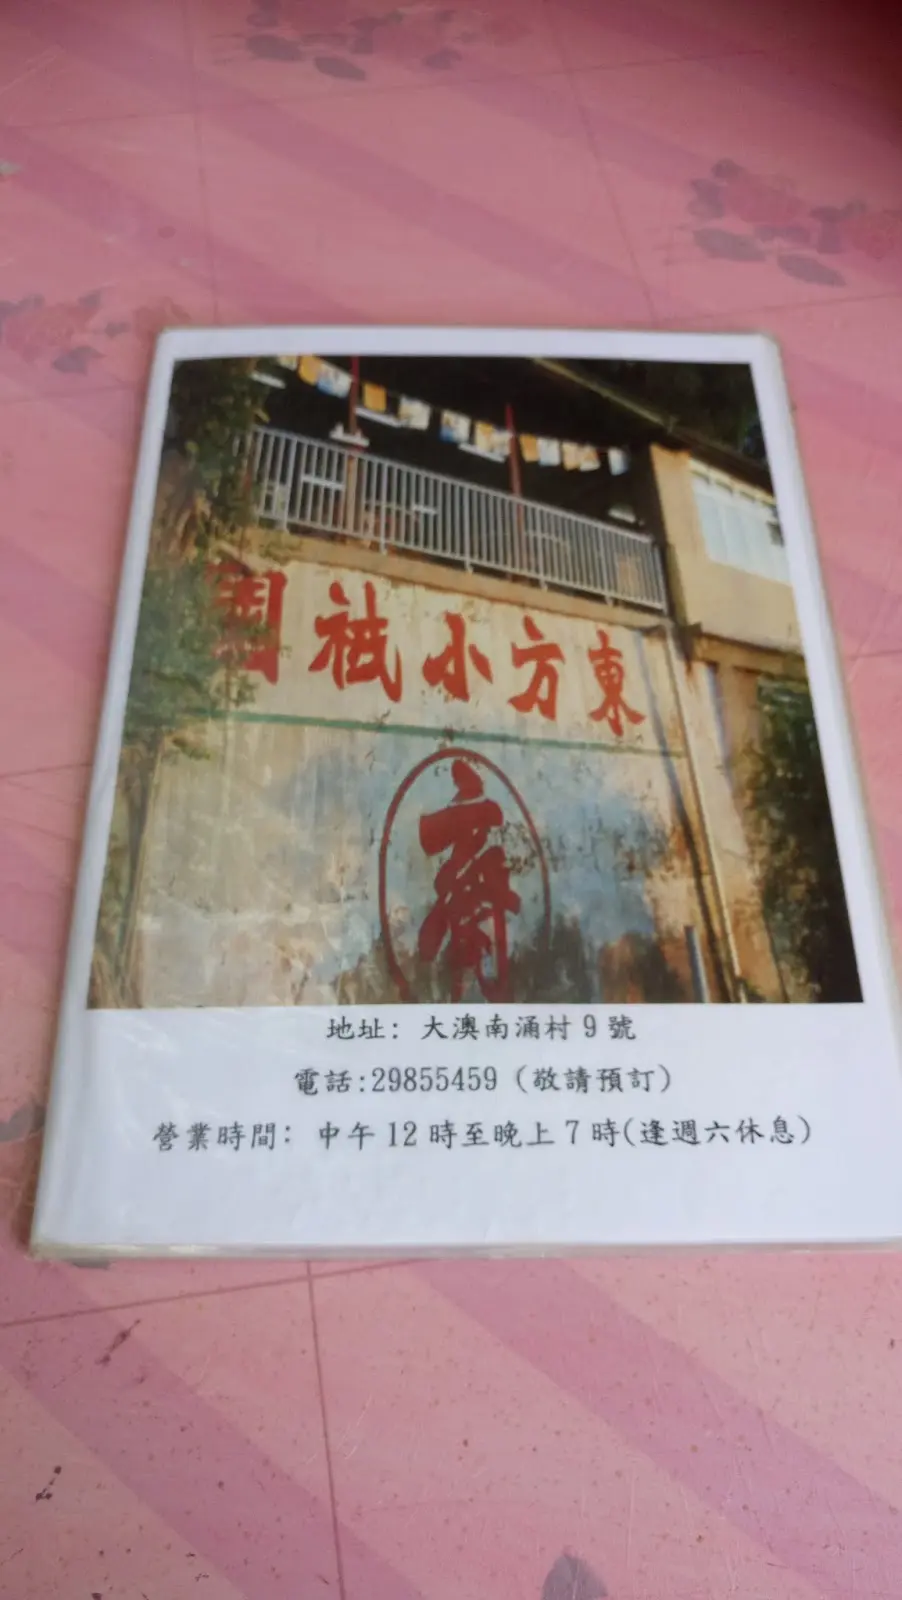 東方小祗園
齋
地址: 大澳南涌村 9 號
電話:29855459 (敬請預訂)
營業時間: 中午 12 時至晚上 7 時(逢週六休息)